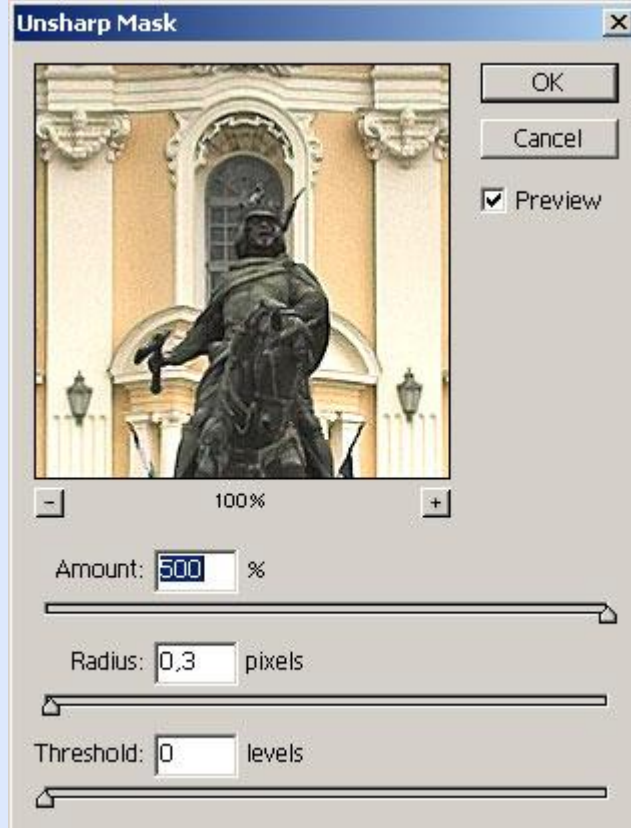 Unsharp Mask
OK
Cancel
Preview
100%
Amount: 500 %
Radius: 0,3 pixels
Threshold: 0 levels